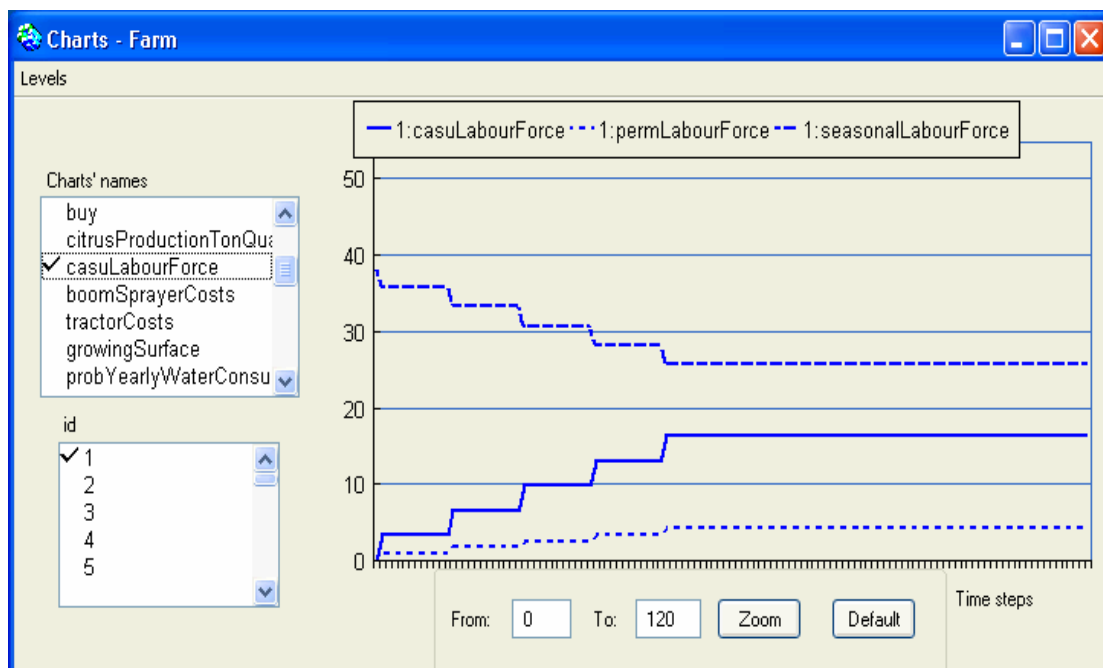 Charts - Farm
Levels
1:casuLabourForce 1:permLabourForce 1:seasonalLabourForce
Charts' names
buy
citrusProductionTonQua
casuLabourForce
boomSprayerCosts
tractorCosts
growingSurface
probYearlyWaterConsu
id
1
2
3
4
5
50
40
30
20
10
0
Time steps
From: 0 To: 120 Zoom Default